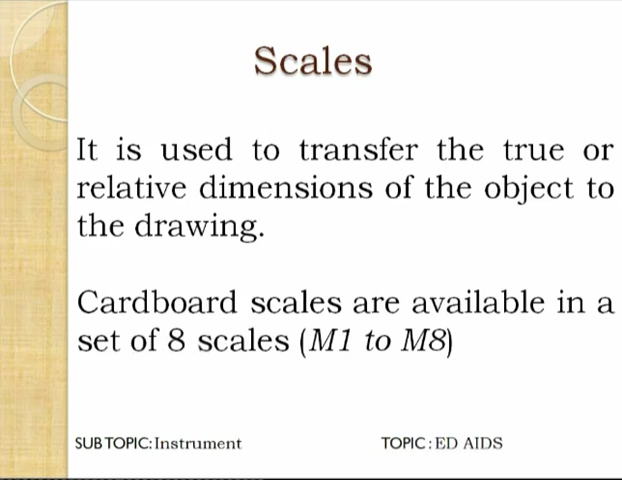 Scales
It is used to transfer the true or
relative dimensions of the object to
the drawing.
Cardboard scales are available in a
set of 8 scales (M1 to M8)
SUB TOPIC: Instrument
TOPIC : ED AIDS